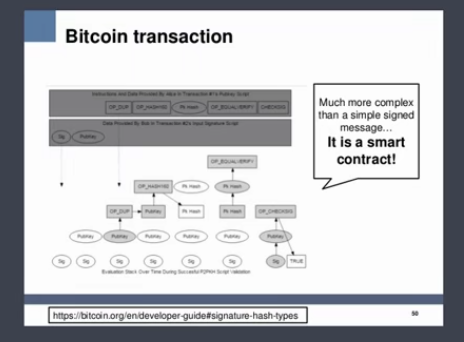 Bitcoin transaction
Instructions And Data Provided By Alice In Transaction #1's Pubkey Script
OP_DUP OP_HASH160 Pk Hash OP_EQUALVERIFY CHECKSIG
Data Provided By Bob In Transaction #2's Input Signature Script
Sig PubKey
OP_EQUALVERIFY
OP_HASH160 Pk Hash Pk Hash
OP_DUP PubKey Pk Hash Pk Hash OP_CHECKSIG
PubKey PubKey PubKey PubKey PubKey PubKey
Sig Sig Sig Sig Sig Sig Sig TRUE
Evaluation Stack Over Time During Succesful P2PKH Script Validation
Much more complex
than a simple signed
message...
It is a smart
contract!
https://bitcoin.org/en/developer-guide#signature-hash-types
50